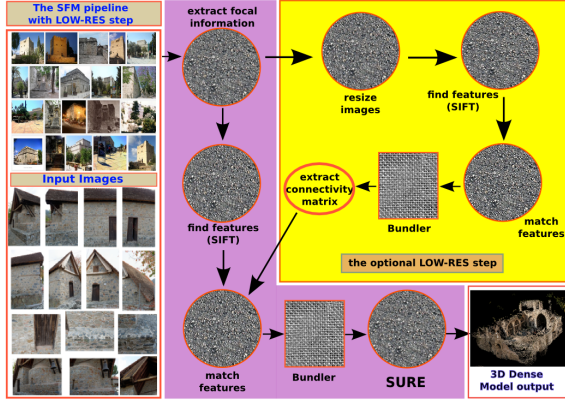 The SFM pipeline
with LOW-RES step
Input Images
extract focal
information
resize
images
find features
(SIFT)
match
features
Bundler
extract
connectivity
matrix
the optional LOW-RES step
find features
(SIFT)
match
features
Bundler
SURE
3D Dense
Model output